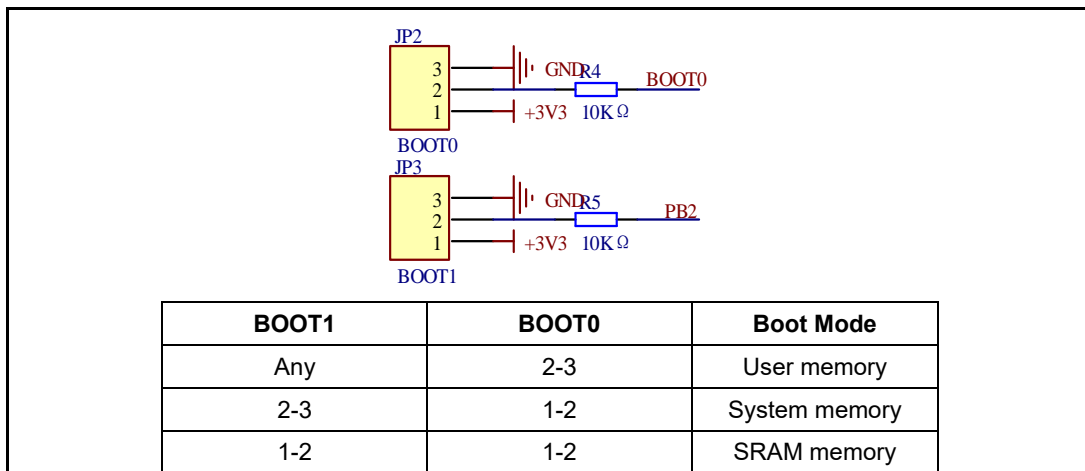 JP2
3 GND R4 BOOT0
2
1 +3V3 10KΩ
BOOT0
JP3
3 GND R5 PB2
2
1 +3V3 10KΩ
BOOT1
BOOT1 BOOT0 Boot Mode
Any 2-3 User memory
2-3 1-2 System memory
1-2 1-2 SRAM memory